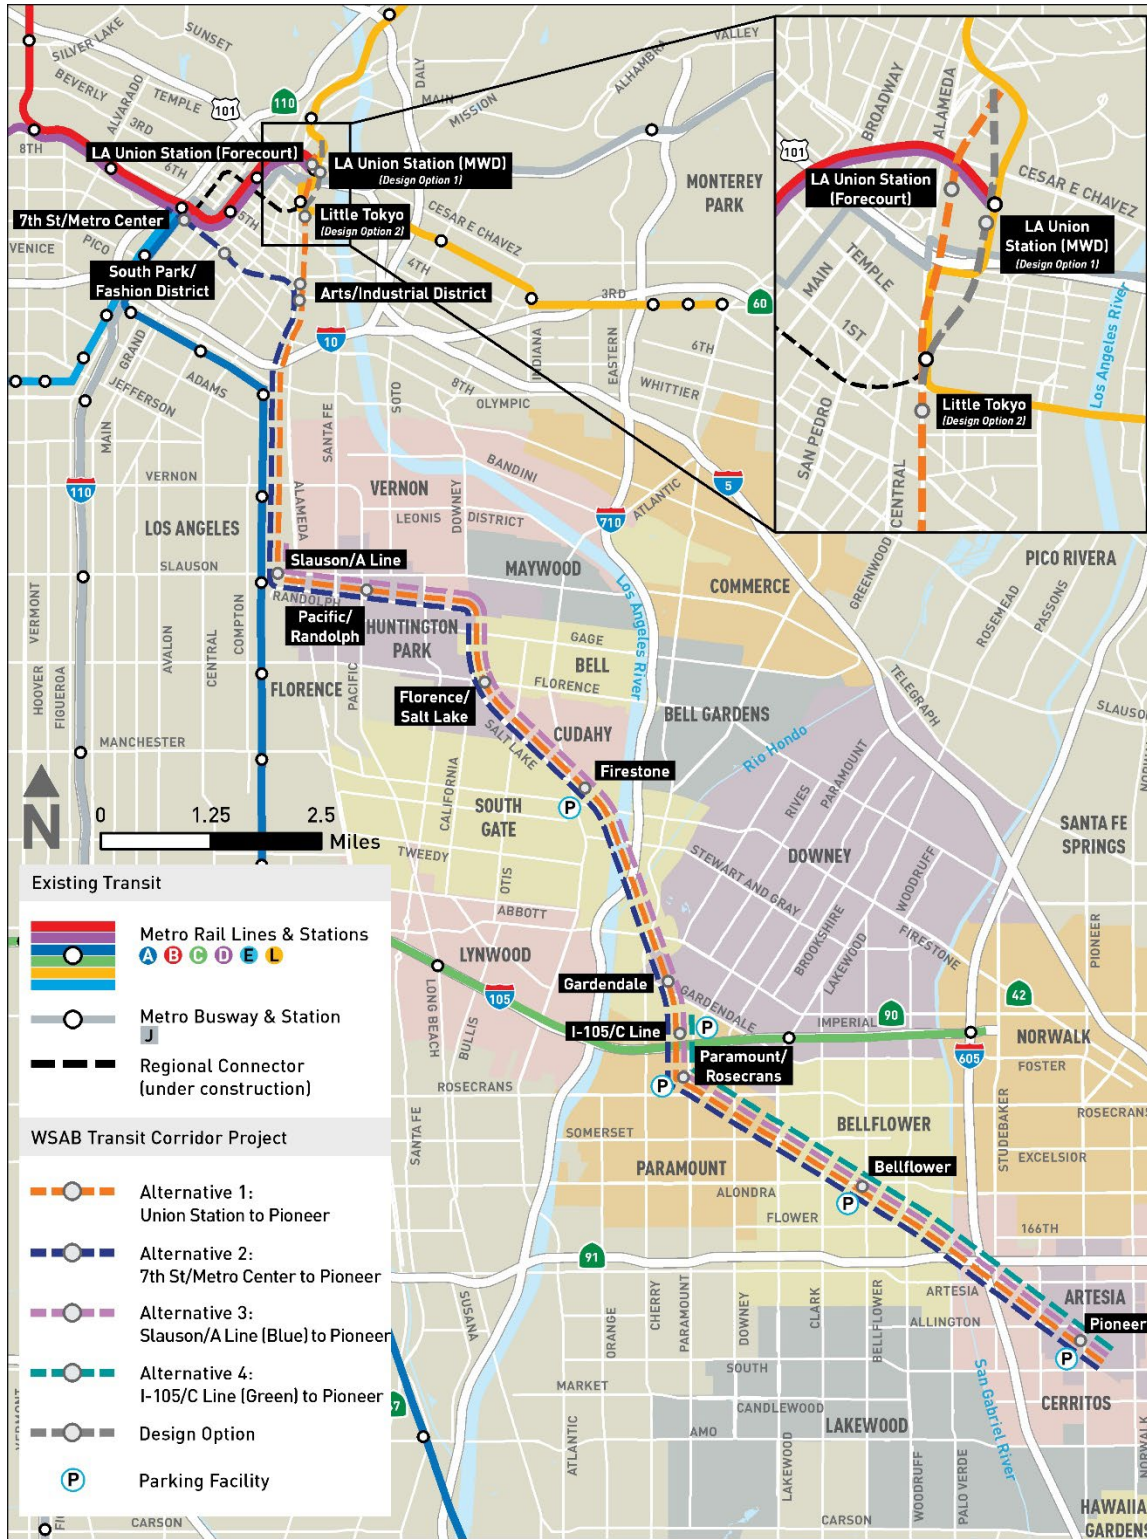 SUNSET
SILVER LAKE
BEVERLY
ALVARADO
TEMPLE
3RD
6TH
8TH
5TH
101
110
DALY
MAIN
MISSION
ALHAMBRA
VALLEY
LA Union Station (Forecourt)
LA Union Station (MWD)
(Design Option 1)
7th St/Metro Center
Little Tokyo
(Design Option 2)
MONTEREY
PARK
CESAR E CHAVEZ
4TH
3RD
60
VENICE
PICO
South Park/
Fashion District
Arts/Industrial District
10
GRAND
ADAMS
JEFFERSON
MAIN
SANTA FE
SOTO
8TH
OLYMPIC
INDIANA
EASTERN
6TH
WHITTIER
BROADWAY
ALAMEDA
101
LA Union Station
(Forecourt)
CESAR E CHAVEZ
LA Union
Station (MWD)
(Design Option 1)
MAIN
TEMPLE
1ST
Los Angeles River
Little Tokyo
(Design Option 2)
SAN PEDRO
CENTRAL
110
VERNON
LOS ANGELES
SLAUSON
ALAMEDA
VERNON
LEONIS
DISTRICT
DOWNEY
BANDINI
ATLANTIC
5
710
Slauson/A Line
RANDOLPH
Pacific/
Randolph
HUNTINGTON
PARK
MAYWOOD
Los Angeles River
COMMERCE
GREENWOOD
PICO RIVERA
ROSEMEAD
PASSONS
VERMONT
HOOVER
FIGUEROA
AVALON
CENTRAL
COMPTON
FLORENCE
PACIFIC
GAGE
BELL
FLORENCE
Florence/
Salt Lake
SALT LAKE
CUDAHY
BELL GARDENS
Rio Hondo
TELEGRAPH
SLAUSON
MANCHESTER
N
0
1.25
2.5
Miles
CALIFORNIA
SOUTH
GATE
Firestone
P
TWEEDY
OTIS
ABBOTT
RIVES
PARAMOUNT
DOWNEY
STEWART AND GRAY
BROOKSHIRE
LAKEWOOD
WOODRUFF
FIRESTONE
SANTA FE
SPRINGS
PIONEER
LYNWOOD
105
LONG BEACH
BULLIS
Gardendale
GARDENDALE
I-105/C Line
P
IMPERIAL
90
42
NORWALK
605
FOSTER
Paramount/
Rosecrans
P
ROSECRANS
ROSECRANS
SANTA FE
SOMERSET
PARAMOUNT
BELLFLOWER
STUDEBAKER
EXCELSIOR
Bellflower
P
ALONDRA
FLOWER
166TH
91
SUSANA
ORANGE
CHERRY
PARAMOUNT
DOWNEY
CLARK
BELLFLOWER
ARTESIA
ALLINGTON
ARTESIA
Pioneer
P
SOUTH
MARKET
CANDLEWOOD
LAKEWOOD
AMO
San Gabriel River
CERRITOS
NORWALK
ATLANTIC
LAKEWOOD
WOODRUFF
PALO VERDE
CARSON
CARSON
HAWAIIA
GARDENS
Existing Transit
Metro Rail Lines & Stations
A B C D E L
Metro Busway & Station
J
Regional Connector
(under construction)
WSAB Transit Corridor Project
Alternative 1:
Union Station to Pioneer
Alternative 2:
7th St/Metro Center to Pioneer
Alternative 3:
Slauson/A Line (Blue) to Pioneer
Alternative 4:
I-105/C Line (Green) to Pioneer
Design Option
P
Parking Facility